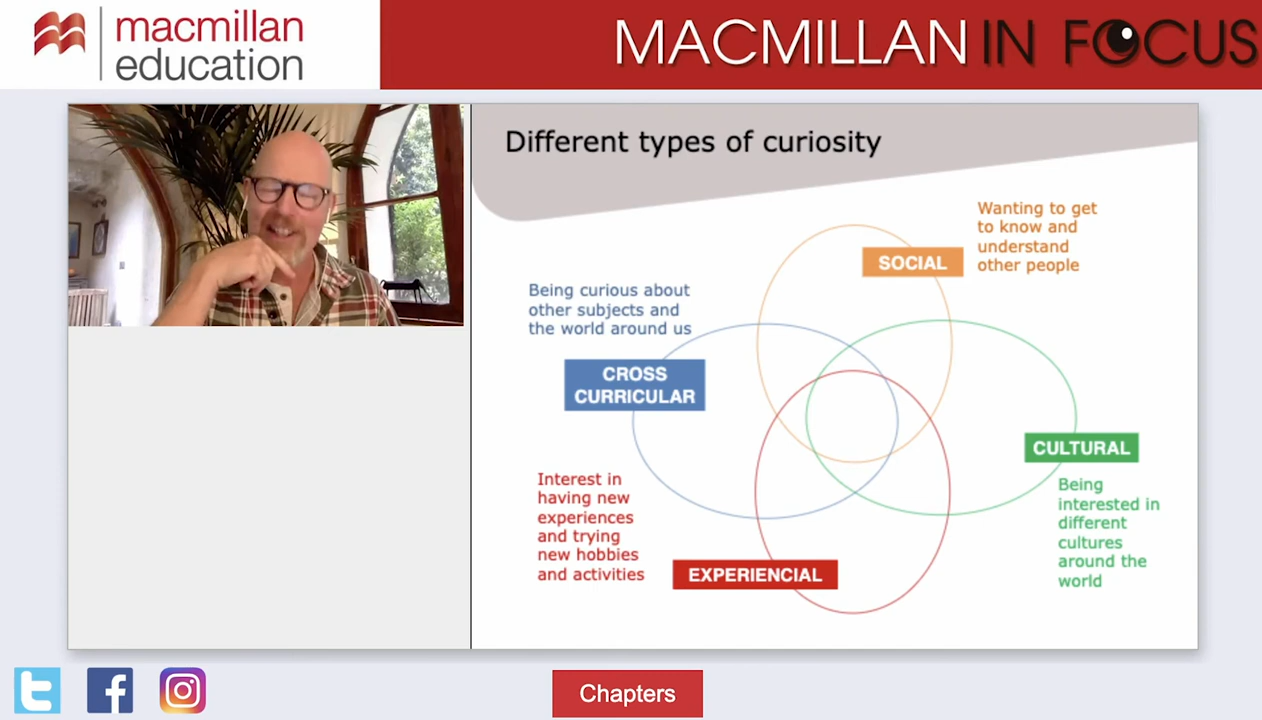 macmillan
education
MACMILLAN IN FOCUS
Different types of curiosity
Wanting to get
to know and
understand
other people
SOCIAL
Being curious about
other subjects and
the world around us
CROSS
CURRICULAR
CULTURAL
Being
interested in
different
cultures
around the
world
Interest in
having new
experiences
and trying
new hobbies
and activities
EXPERIENCIAL
Chapters